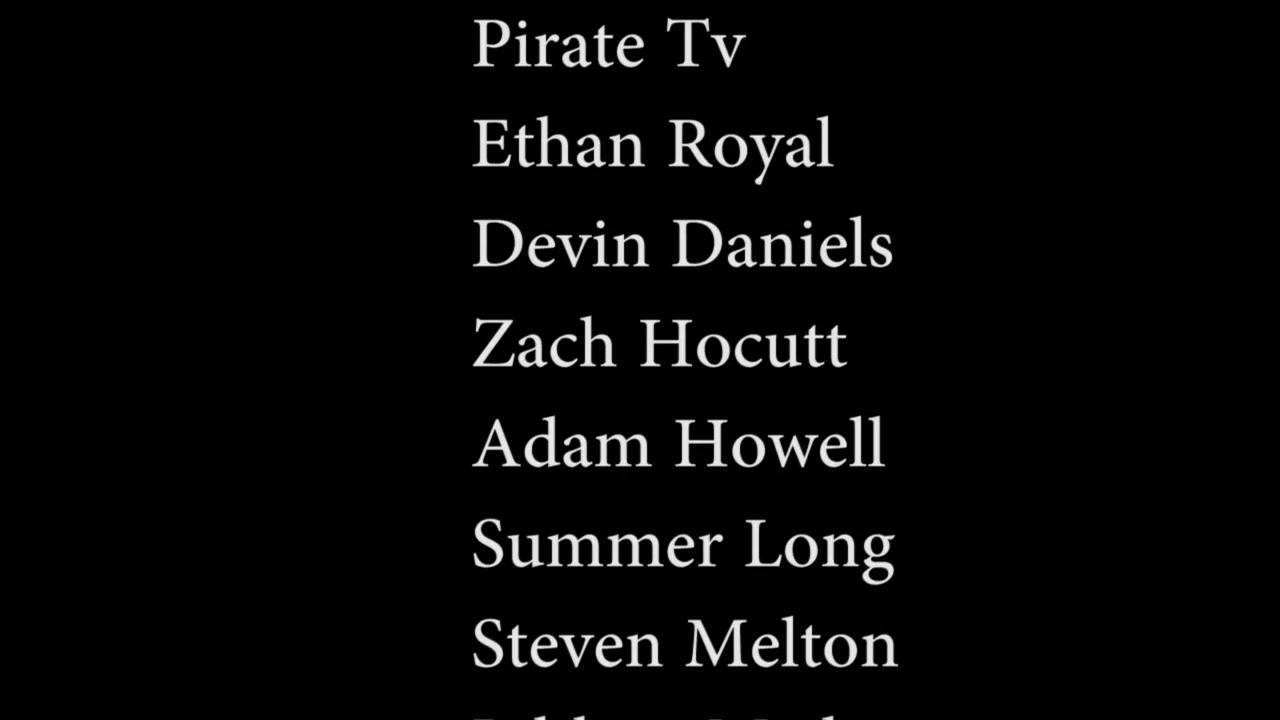 Pirate Tv
Ethan Royal
Devin Daniels
Zach Hocutt
Adam Howell
Summer Long
Steven Melton